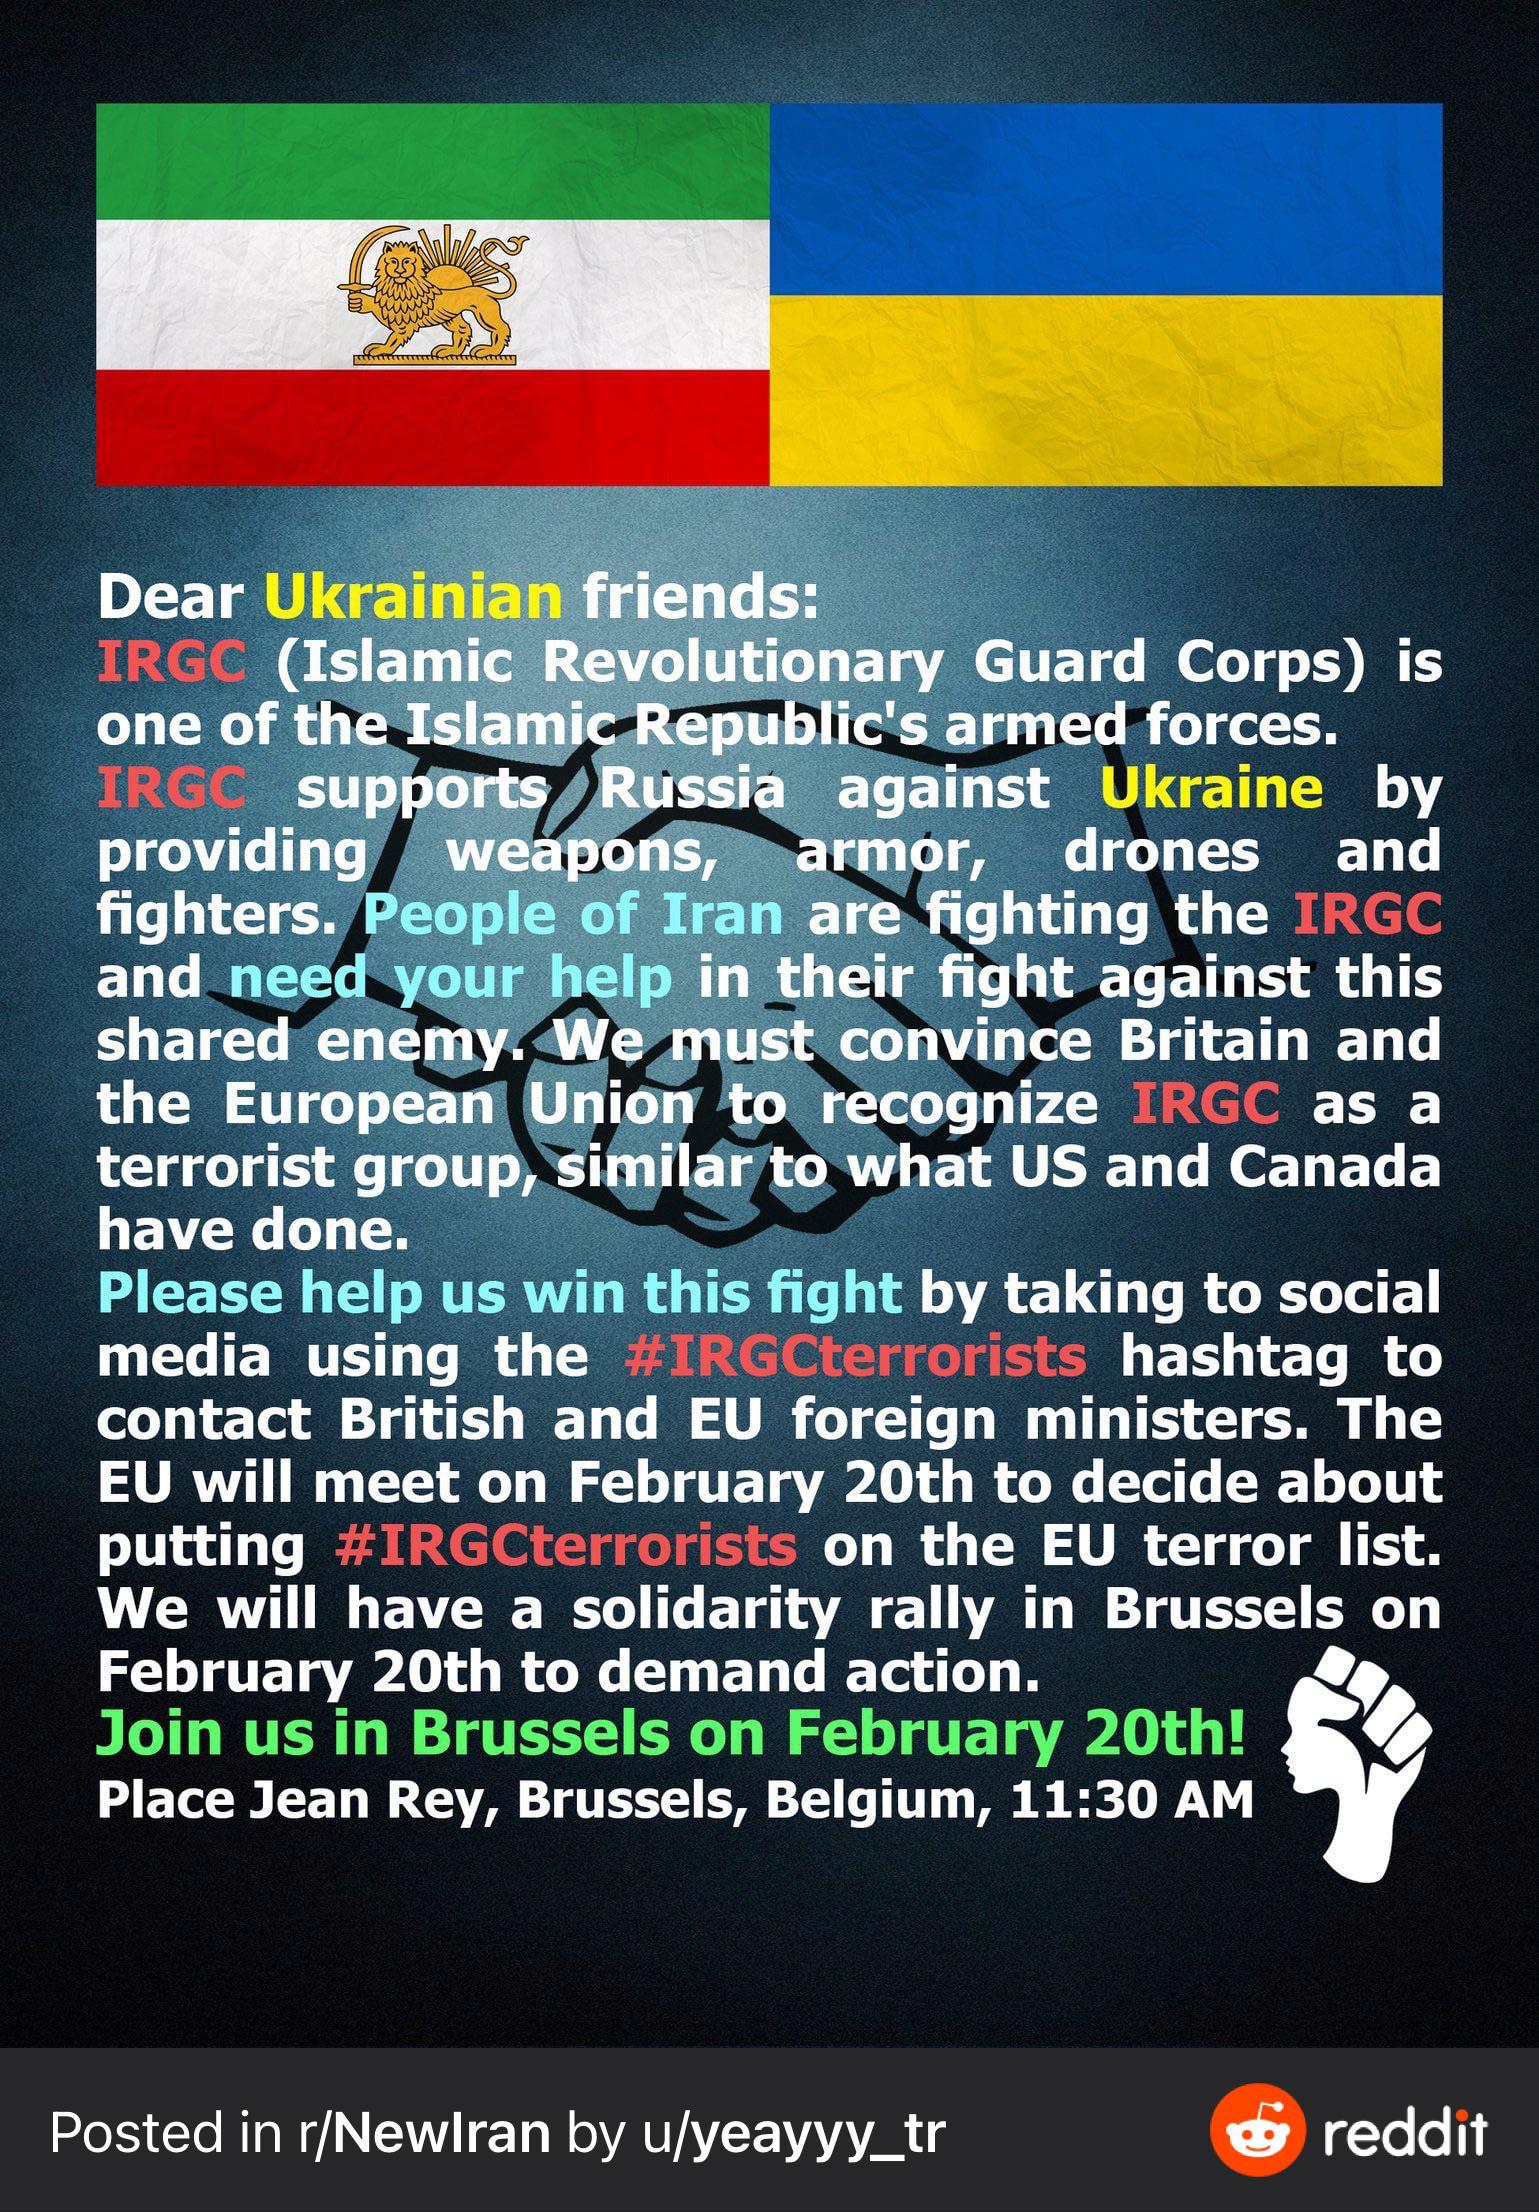 Dear Ukrainian friends:
IRGC (Islamic Revolutionary Guard Corps) is
one of the Islamic Republic's armed forces.
IRGC supports Russia against Ukraine by
providing weapons, armor, drones and
fighters. People of Iran are fighting the IRGC
and need your help in their fight against this
shared enemy. We must convince Britain and
the European Union to recognize IRGC as a
terrorist group, similar to what US and Canada
have done.
Please help us win this fight by taking to social
media using the #IRGCterrorists hashtag to
contact British and EU foreign ministers. The
EU will meet on February 20th to decide about
putting #IRGCterrorists on the EU terror list.
We will have a solidarity rally in Brussels on
February 20th to demand action.
Join us in Brussels on February 20th!
Place Jean Rey, Brussels, Belgium, 11:30 AM
Posted in r/NewIran by u/yeayyy_tr
reddit